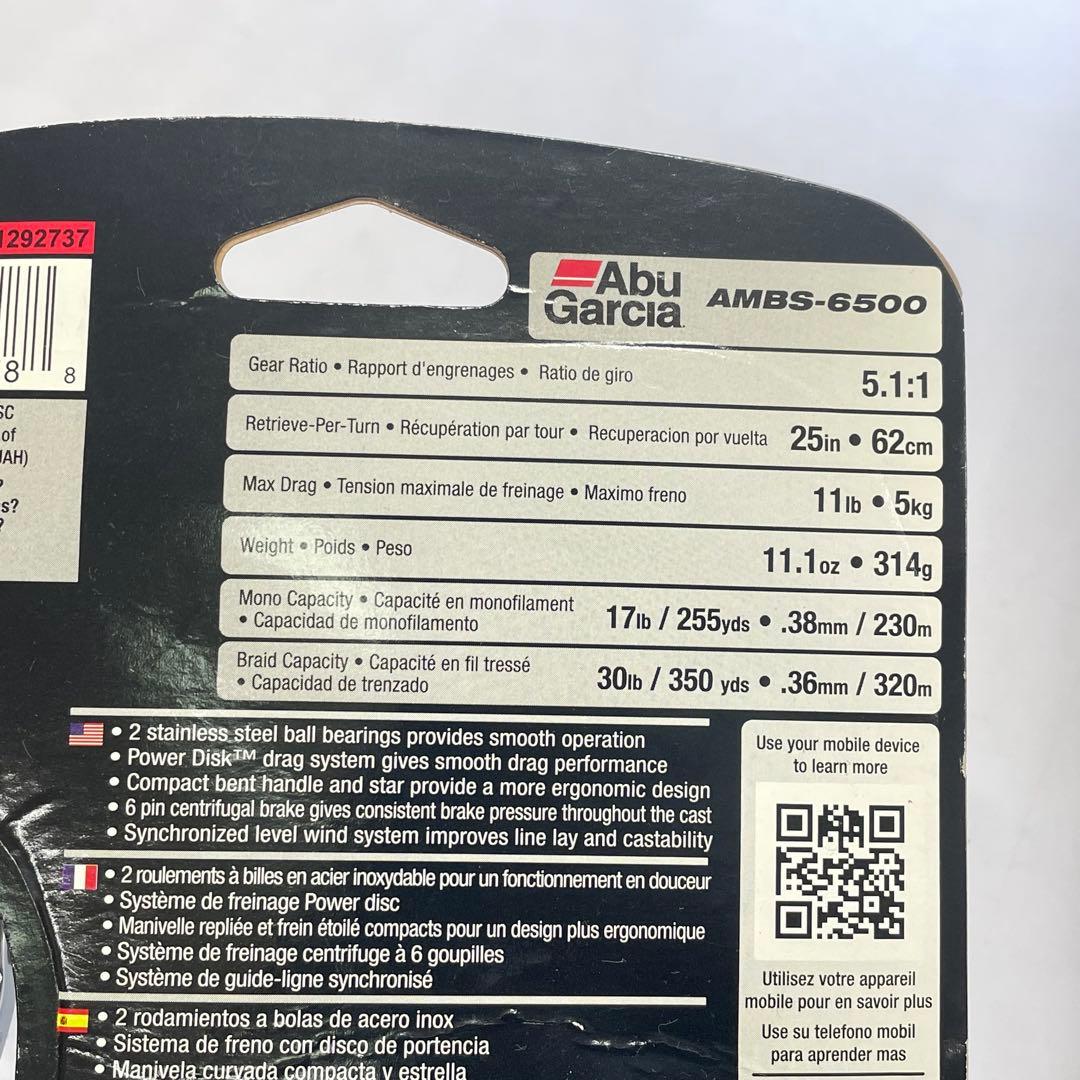 1292737
8 8
SC
of
JAH)
?
s?
?
Abu
Garcia
AMBS-6500
Gear Ratio • Rapport d'engrenages • Ratio de giro 5.1:1
Retrieve-Per-Turn • Récupération par tour • Recuperacion por vuelta 25in • 62cm
Max Drag • Tension maximale de freinage • Maximo freno 11lb • 5kg
Weight • Poids • Peso 11.1oz • 314g
Mono Capacity • Capacité en monofilament
• Capacidad de monofilamento 17lb / 255yds • .38mm / 230m
Braid Capacity • Capacité en fil tressé
• Capacidad de trenzado 30lb / 350 yds • .36mm / 320m
• 2 stainless steel ball bearings provides smooth operation
• Power Disk™ drag system gives smooth drag performance
• Compact bent handle and star provide a more ergonomic design
• 6 pin centrifugal brake gives consistent brake pressure throughout the cast
• Synchronized level wind system improves line lay and castability
• 2 roulements à billes en acier inoxydable pour un fonctionnement en douceur
• Système de freinage Power disc
• Manivelle repliée et frein étoilé compacts pour un design plus ergonomique
• Système de freinage centrifuge à 6 goupilles
• Système de guide-ligne synchronisé
• 2 rodamientos a bolas de acero inox
• Sistema de freno con disco de portencia
• Manivela curvada compacta y estrella
Use your mobile device
to learn more
Utilisez votre appareil
mobile pour en savoir plus
Use su telefono mobil
para aprender mas